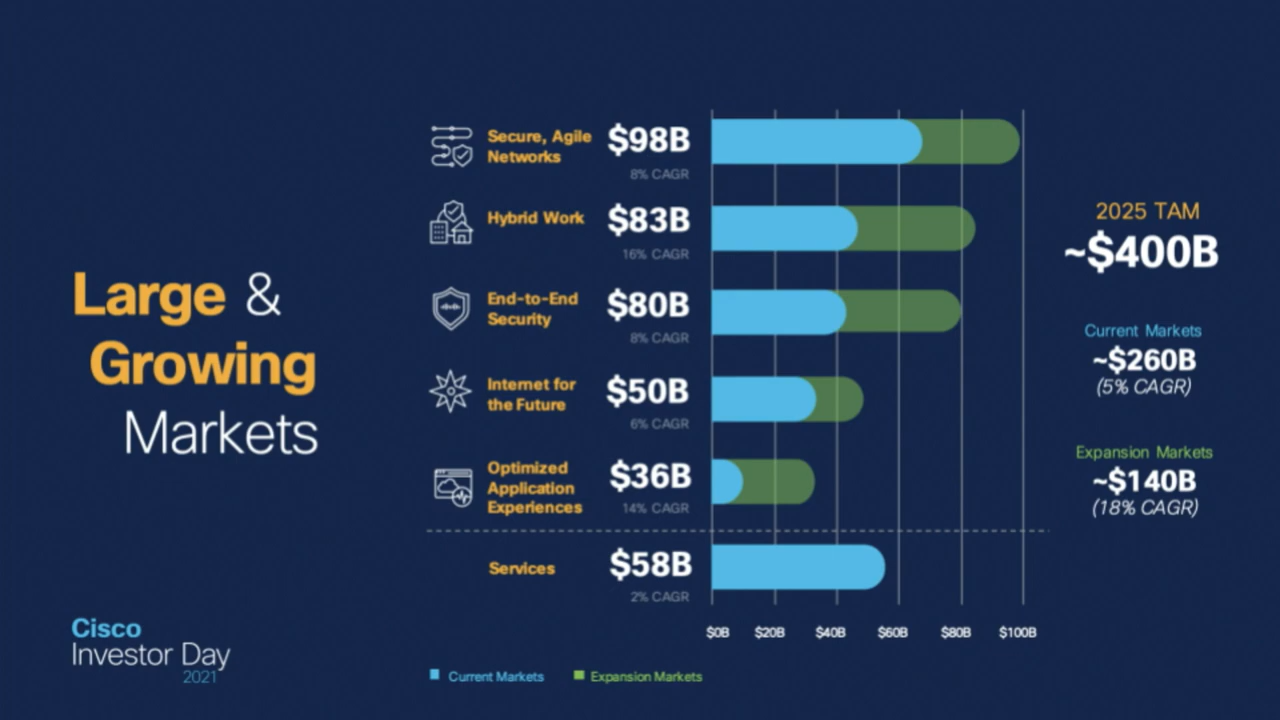 Large &
Growing
Markets
Secure, Agile
Networks
$98B
8% CAGR
Hybrid Work
$83B
16% CAGR
End-to-End
Security
$80B
8% CAGR
Internet for
the Future
$50B
6% CAGR
Optimized
Application
Experiences
$36B
14% CAGR
Services
$58B
2% CAGR
$0B $20B $40B $60B $80B $100B
Current Markets Expansion Markets
2025 TAM
~$400B
Current Markets
~$260B
(5% CAGR)
Expansion Markets
~$140B
(18% CAGR)
Cisco
Investor Day
2021